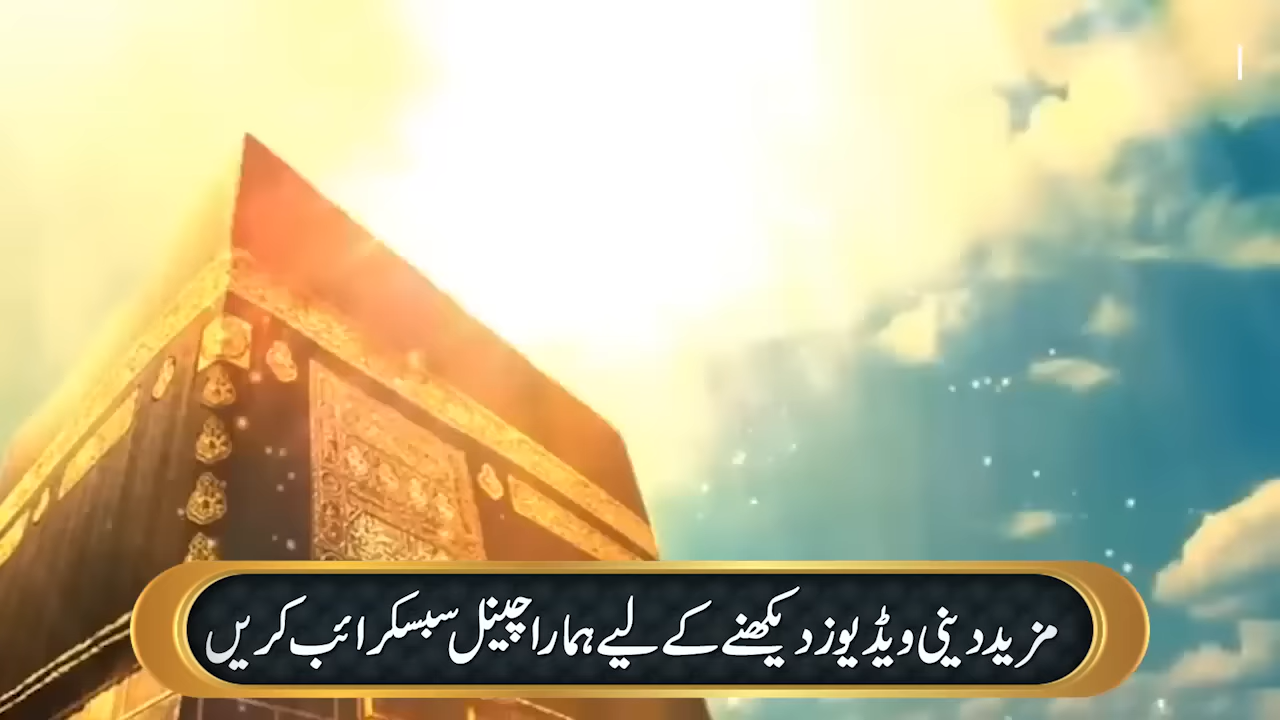 مزید دینی ویڈیوز دیکھنے کے لیے ہمارا چینل سبسکرائب کریں